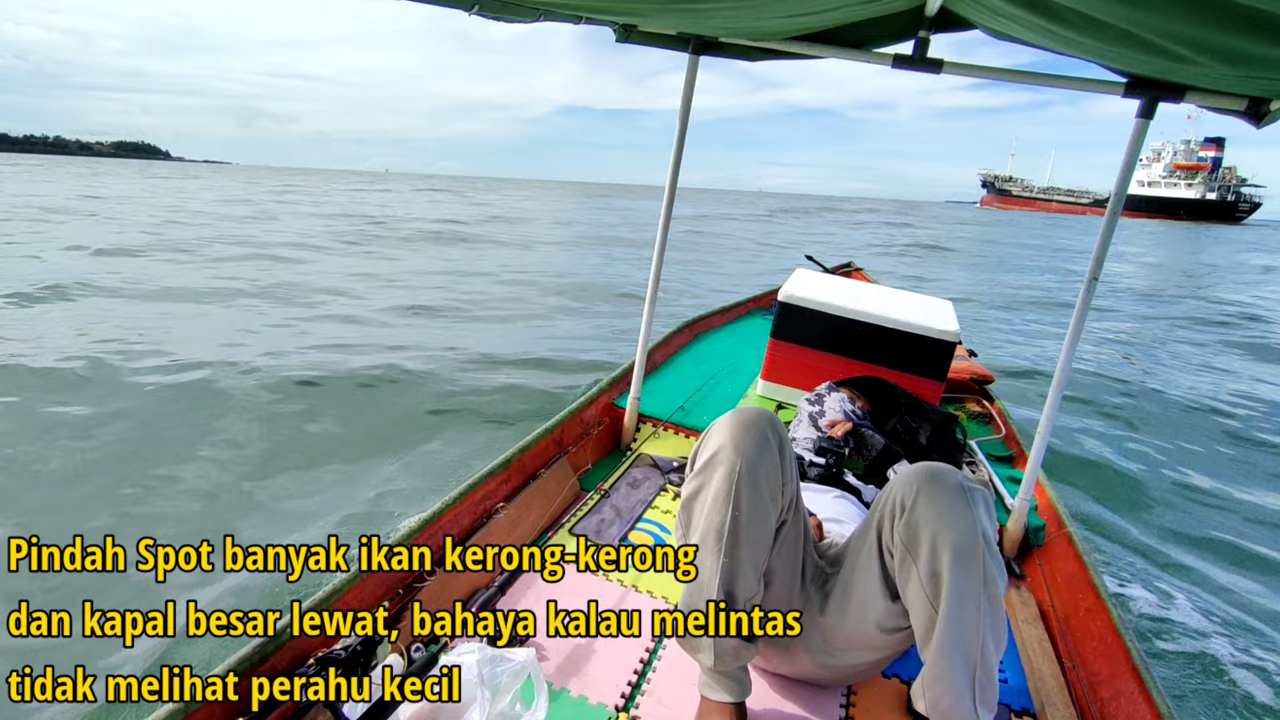 Pindah Spot banyak ikan kerong-kerong
dan kapal besar lewat, bahaya kalau melintas
tidak melihat perahu kecil